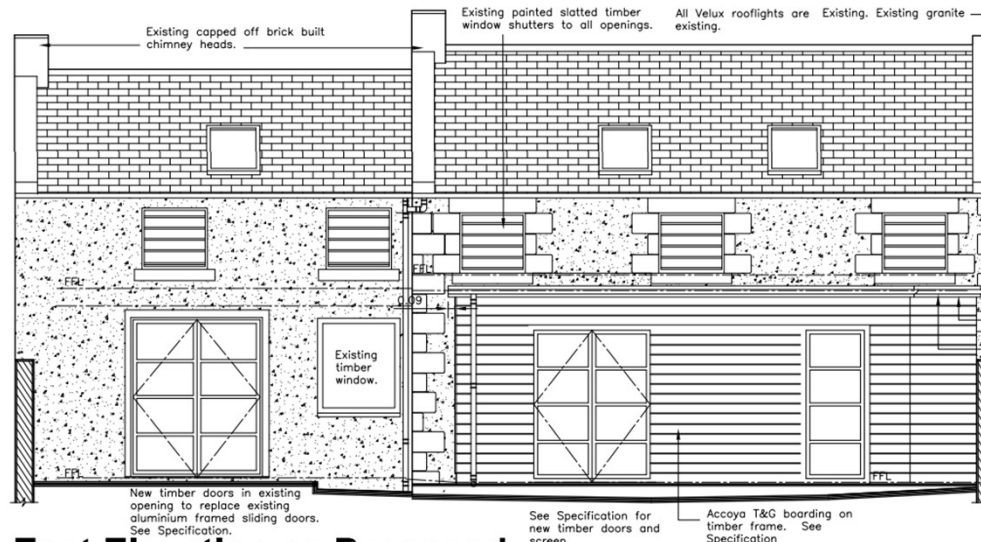 Existing capped off brick built
chimney heads.
Existing painted slatted timber
window shutters to all openings.
All Velux rooflights are
existing.
Existing. Existing granite
FFL
FFL
0.09
Existing
timber
window.
FFL
FFL
New timber doors in existing
opening to replace existing
aluminium framed sliding doors.
See Specification.
See Specification for
new timber doors and
screen
Accoya T&G boarding on
timber frame. See
Specification